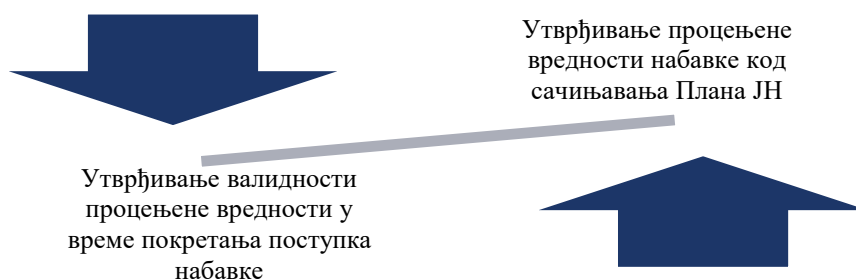 Утврђивање процењене
вредности набавке код
сачињавања Плана ЈН
Утврђивање валидности
процењене вредности у
време покретања поступка
набавке